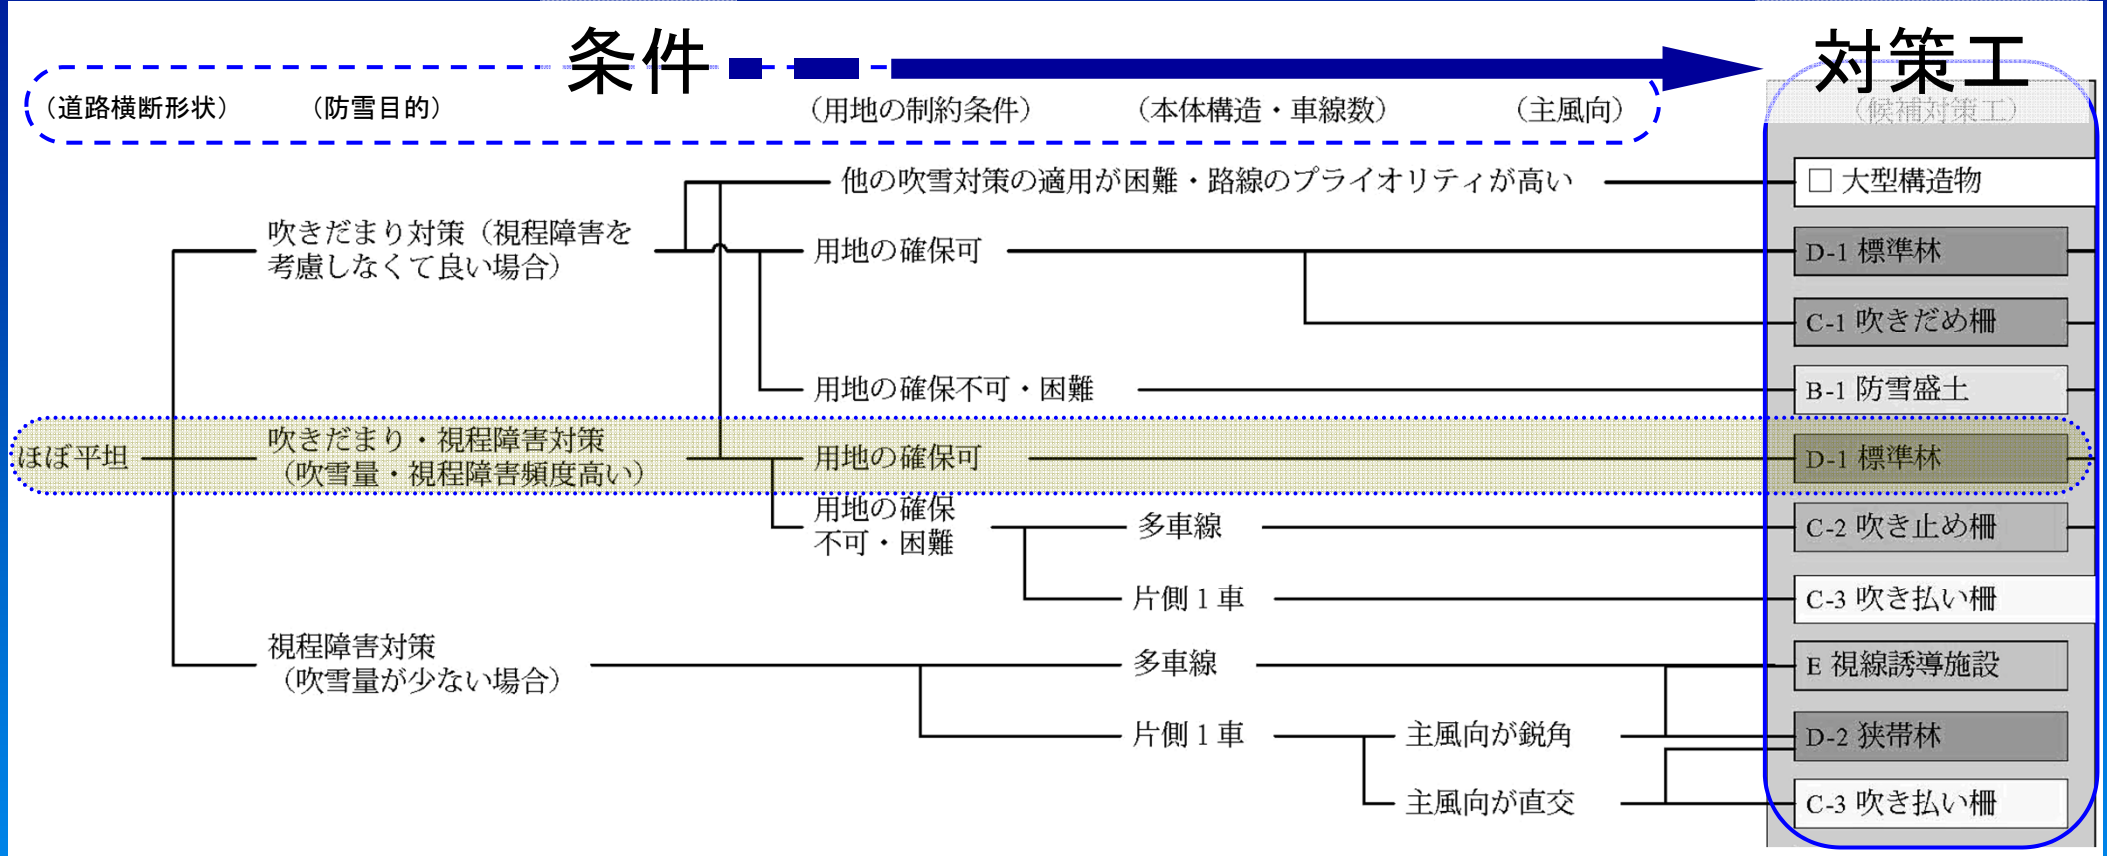 条件
対策工
（道路横断形状）
（防雪目的）
（用地の制約条件）
（本体構造・車線数）
（主風向）
（候補対策工）
他の吹雪対策の適用が困難・路線のプライオリティが高い
□ 大型構造物
吹きだまり対策（視程障害を
考慮しなくて良い場合）
用地の確保可
D-1 標準林
C-1 吹きだめ柵
用地の確保不可・困難
B-1 防雪盛土
ほぼ平坦
吹きだまり・視程障害対策
（吹雪量・視程障害頻度高い）
用地の確保可
D-1 標準林
用地の確保
不可・困難
多車線
C-2 吹き止め柵
片側1車
C-3 吹き払い柵
視程障害対策
（吹雪量が少ない場合）
多車線
E 視線誘導施設
片側1車
主風向が鋭角
D-2 狭帯林
主風向が直交
C-3 吹き払い柵